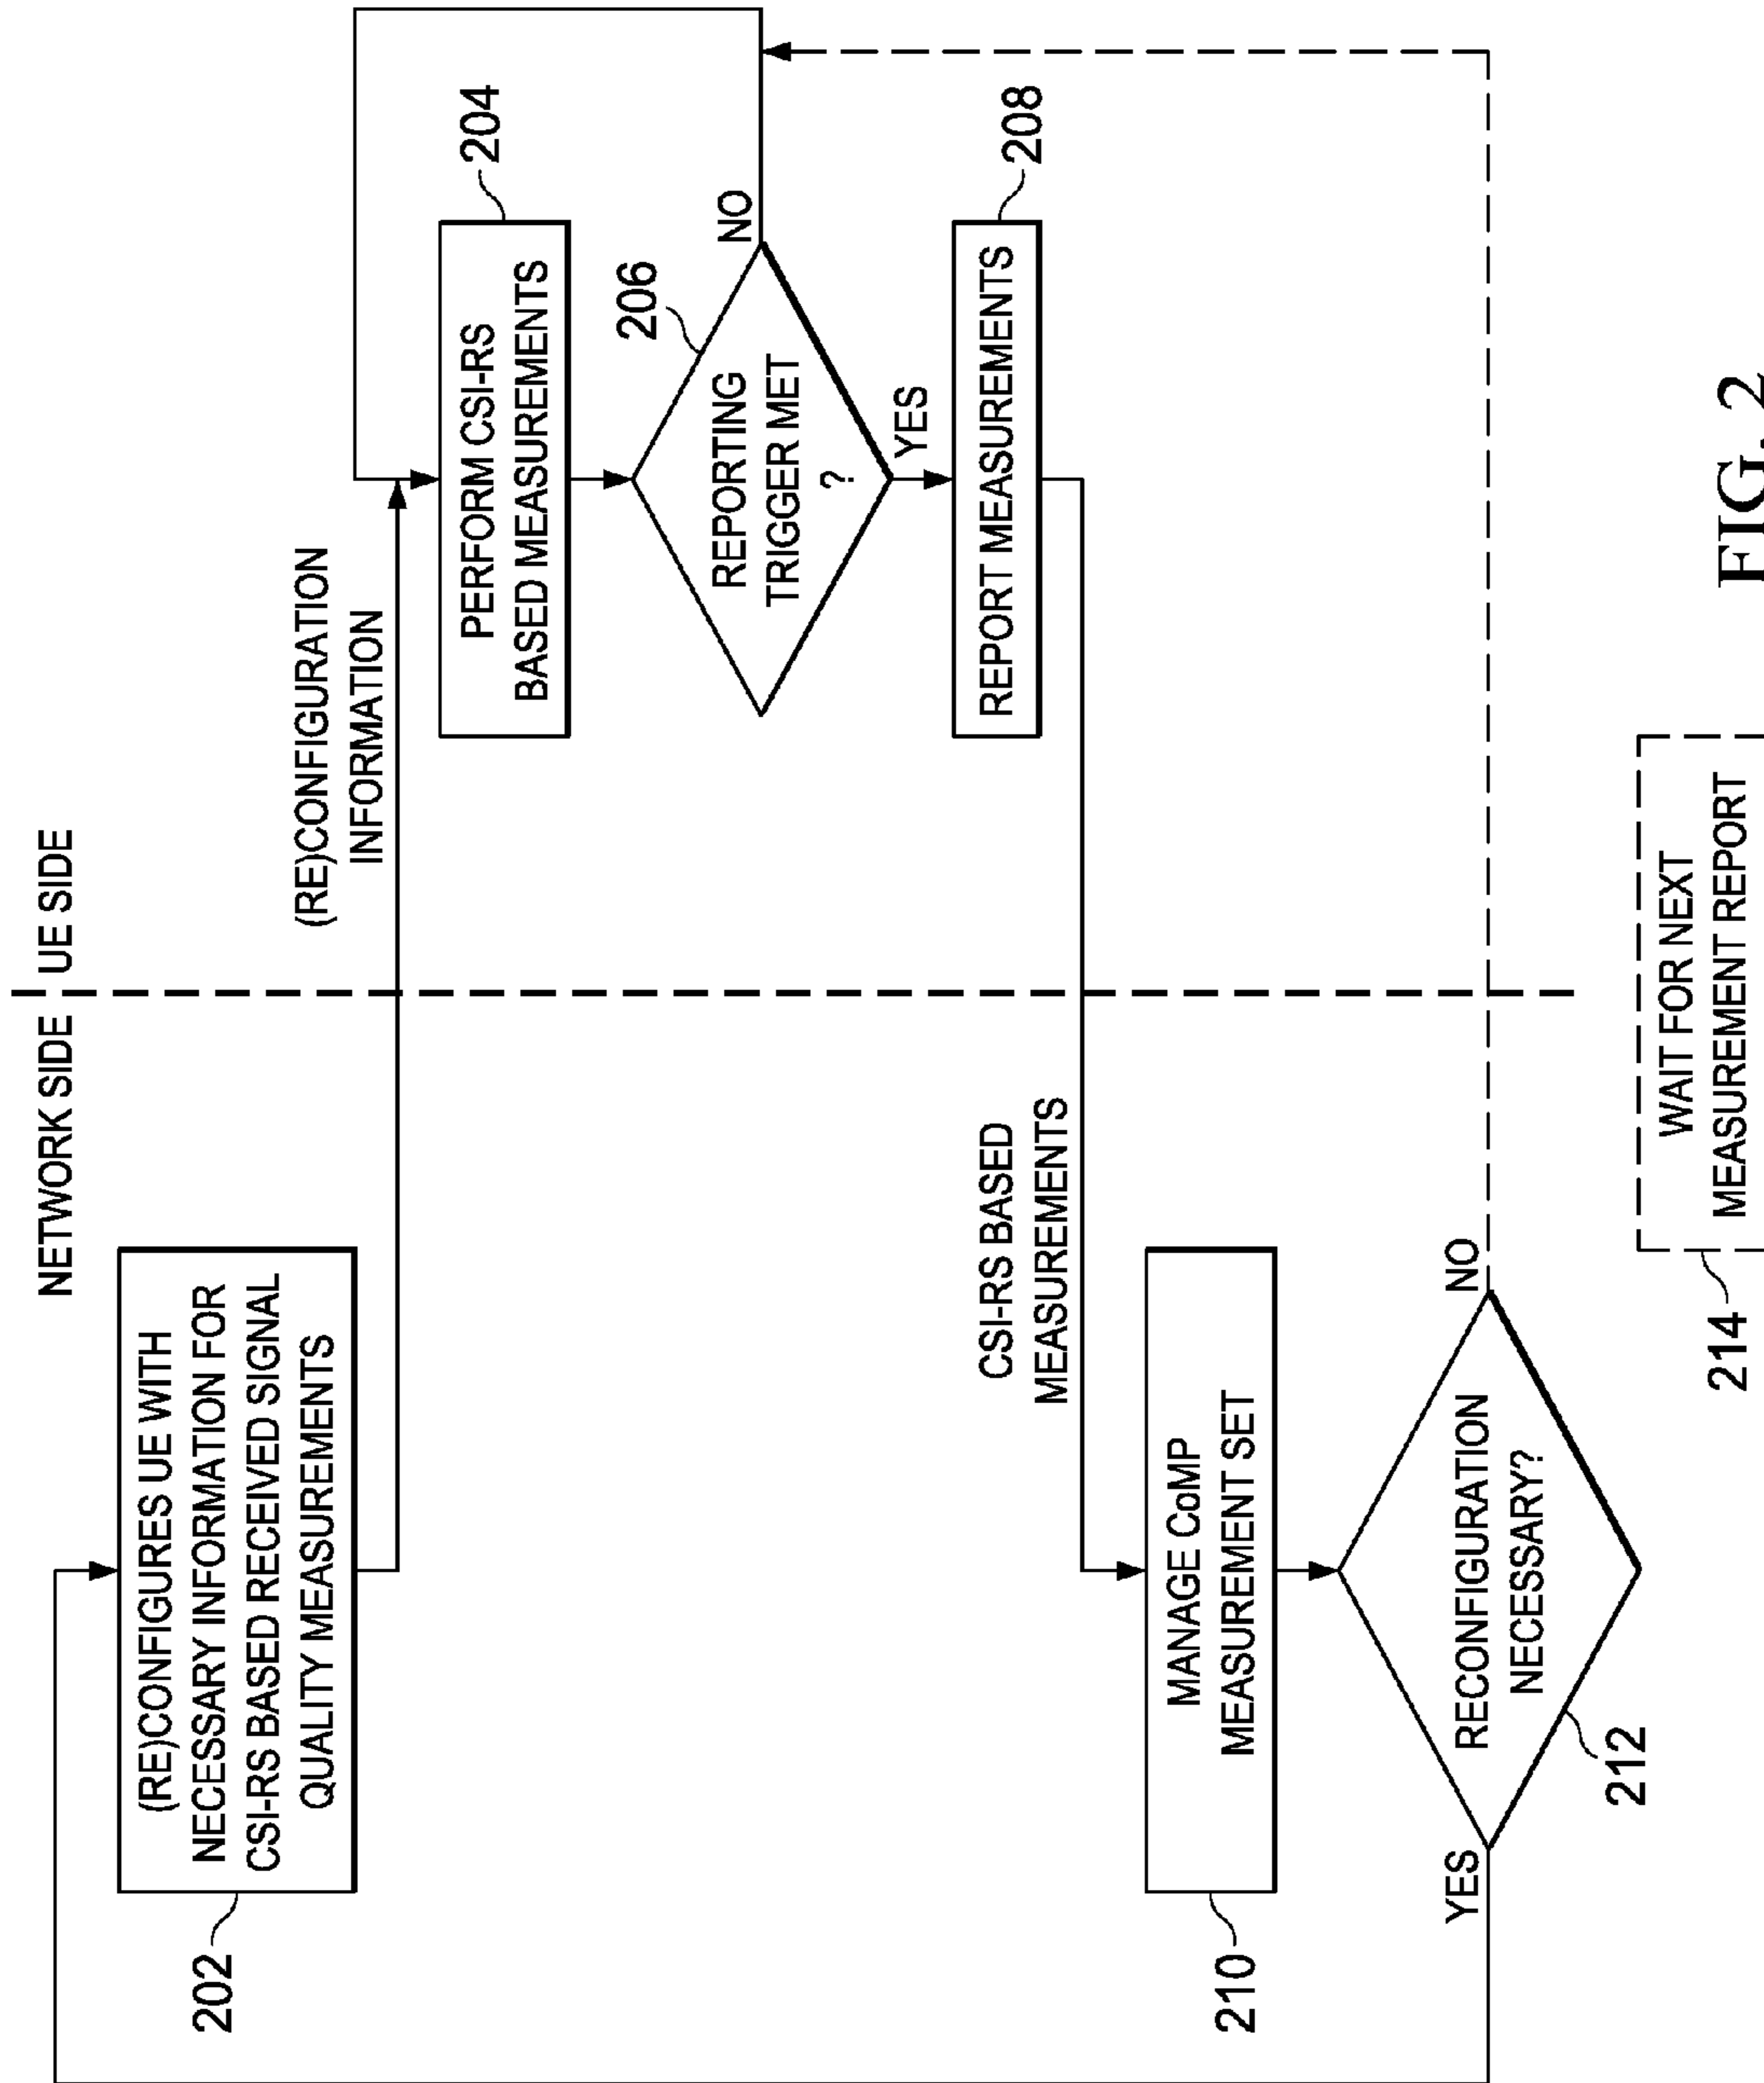 NETWORK SIDE
UE SIDE
(RE)CONFIGURES UE WITH
NECESSARY INFORMATION FOR
CSI-RS BASED RECEIVED SIGNAL
QUALITY MEASUREMENTS
202
(RE)CONFIGURATION
INFORMATION
PERFORM CSI-RS
BASED MEASUREMENTS
204
REPORTING
TRIGGER MET
?
206
NO
YES
REPORT MEASUREMENTS
208
CSI-RS BASED
MEASUREMENTS
MANAGE CoMP
MEASUREMENT SET
210
RECONFIGURATION
NECESSARY?
212
YES
NO
WAIT FOR NEXT
MEASUREMENT REPORT
214
FIG. 2